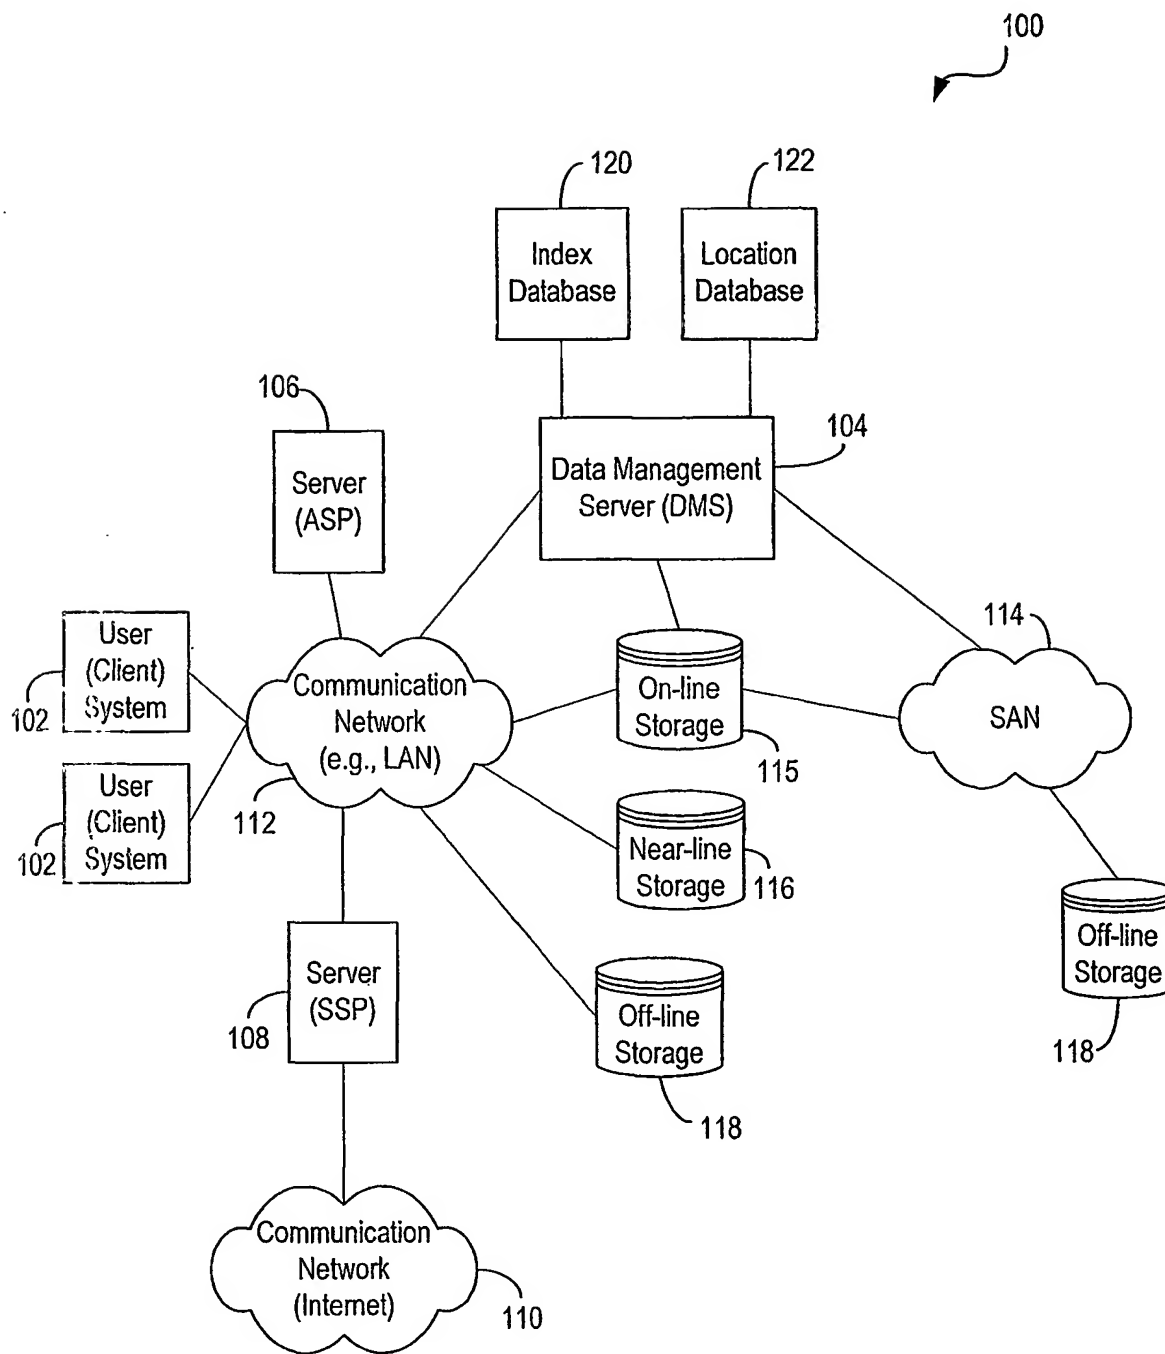 100
120
122
Index
Database
Location
Database
106
104
Server
(ASP)
Data Management
Server (DMS)
114
User
(Client)
System
102
Communication
Network
(e.g., LAN)
On-line
Storage
SAN
115
User
(Client)
System
102
112
Near-line
Storage
116
Server
(SSP)
108
Off-line
Storage
118
Off-line
Storage
118
Communication
Network
(Internet)
110